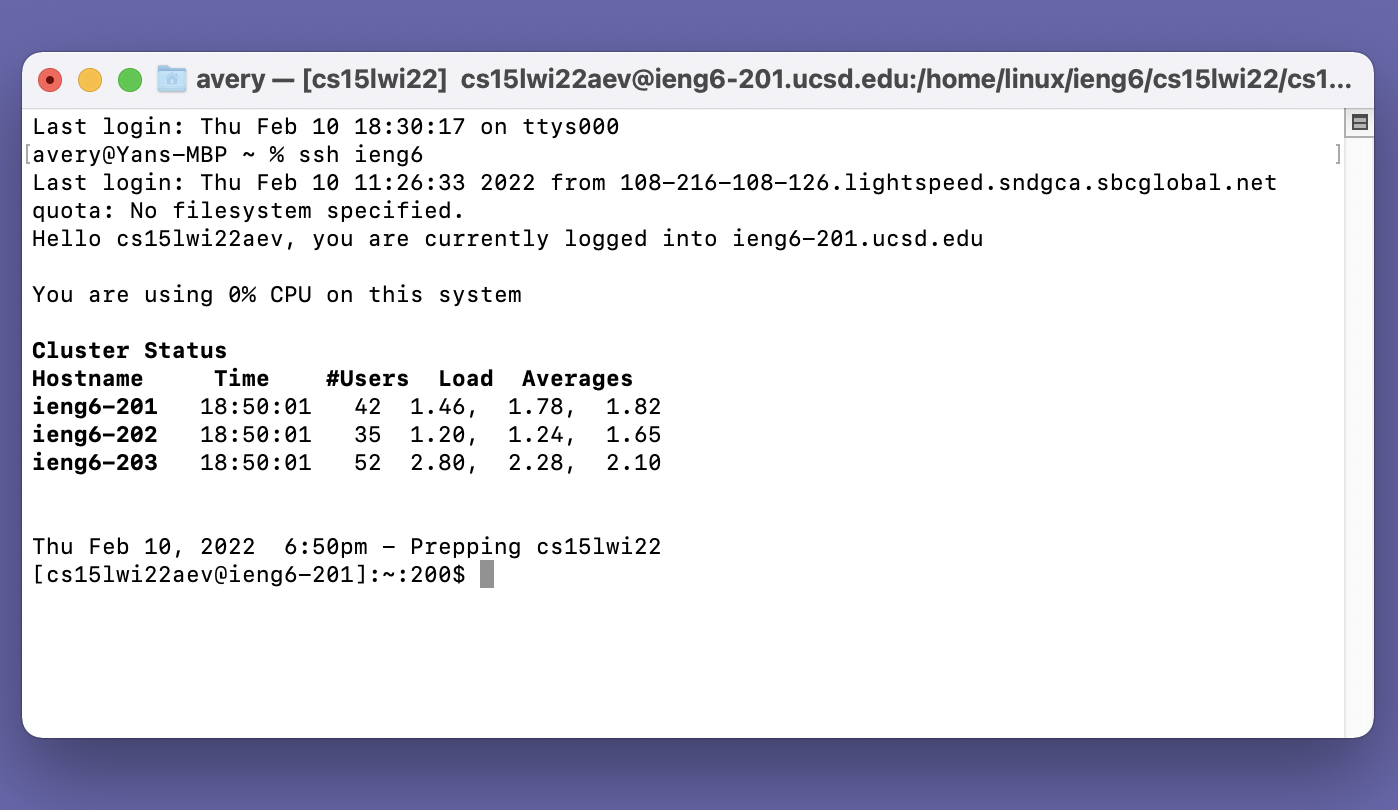 avery — [cs15lwi22]  cs15lwi22aev@ieng6-201.ucsd.edu:/home/linux/ieng6/cs15lwi22/cs1...
Last login: Thu Feb 10 18:30:17 on ttys000
[avery@Yans-MBP ~ % ssh ieng6 ]
Last login: Thu Feb 10 11:26:33 2022 from 108-216-108-126.lightspeed.sndgca.sbcglobal.net
quota: No filesystem specified.
Hello cs15lwi22aev, you are currently logged into ieng6-201.ucsd.edu
You are using 0% CPU on this system
Cluster Status
Hostname     Time    #Users  Load  Averages
ieng6-201   18:50:01   42  1.46,  1.78,  1.82
ieng6-202   18:50:01   35  1.20,  1.24,  1.65
ieng6-203   18:50:01   52  2.80,  2.28,  2.10
Thu Feb 10, 2022  6:50pm - Prepping cs15lwi22
[cs15lwi22aev@ieng6-201]:~:200$